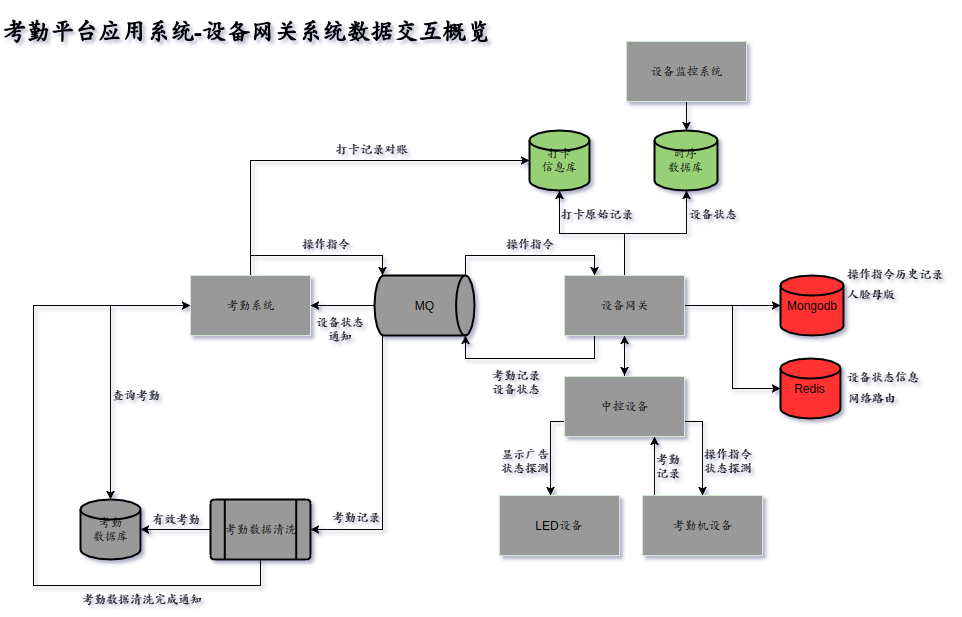 考勤平台应用系统-设备网关系统数据交互概览
设备监控系统
打卡记录对账
打卡
信息库
时序
数据库
打卡原始记录
设备状态
操作指令
操作指令
考勤系统
MQ
设备网关
Mongodb
操作指令历史记录
人脸母版
设备状态
通知
考勤记录
设备状态
Redis
设备状态信息
网络路由
查询考勤
中控设备
显示广告
状态探测
考勤
记录
操作指令
状态探测
考勤
数据库
有效考勤
考勤数据清洗
考勤记录
LED设备
考勤机设备
考勤数据清洗完成通知